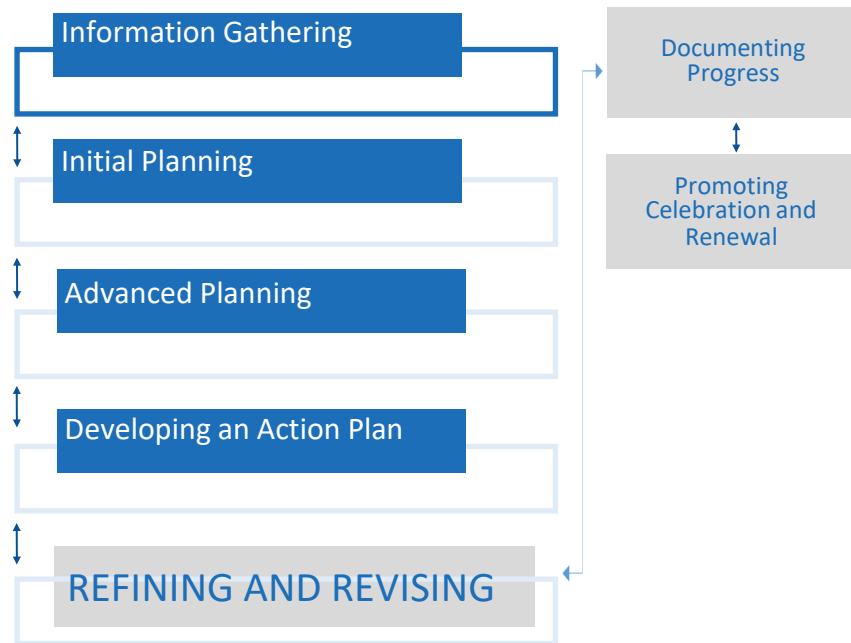 Information Gathering
Initial Planning
Advanced Planning
Developing an Action Plan
REFINING AND REVISING
Documenting
Progress
Promoting
Celebration and
Renewal